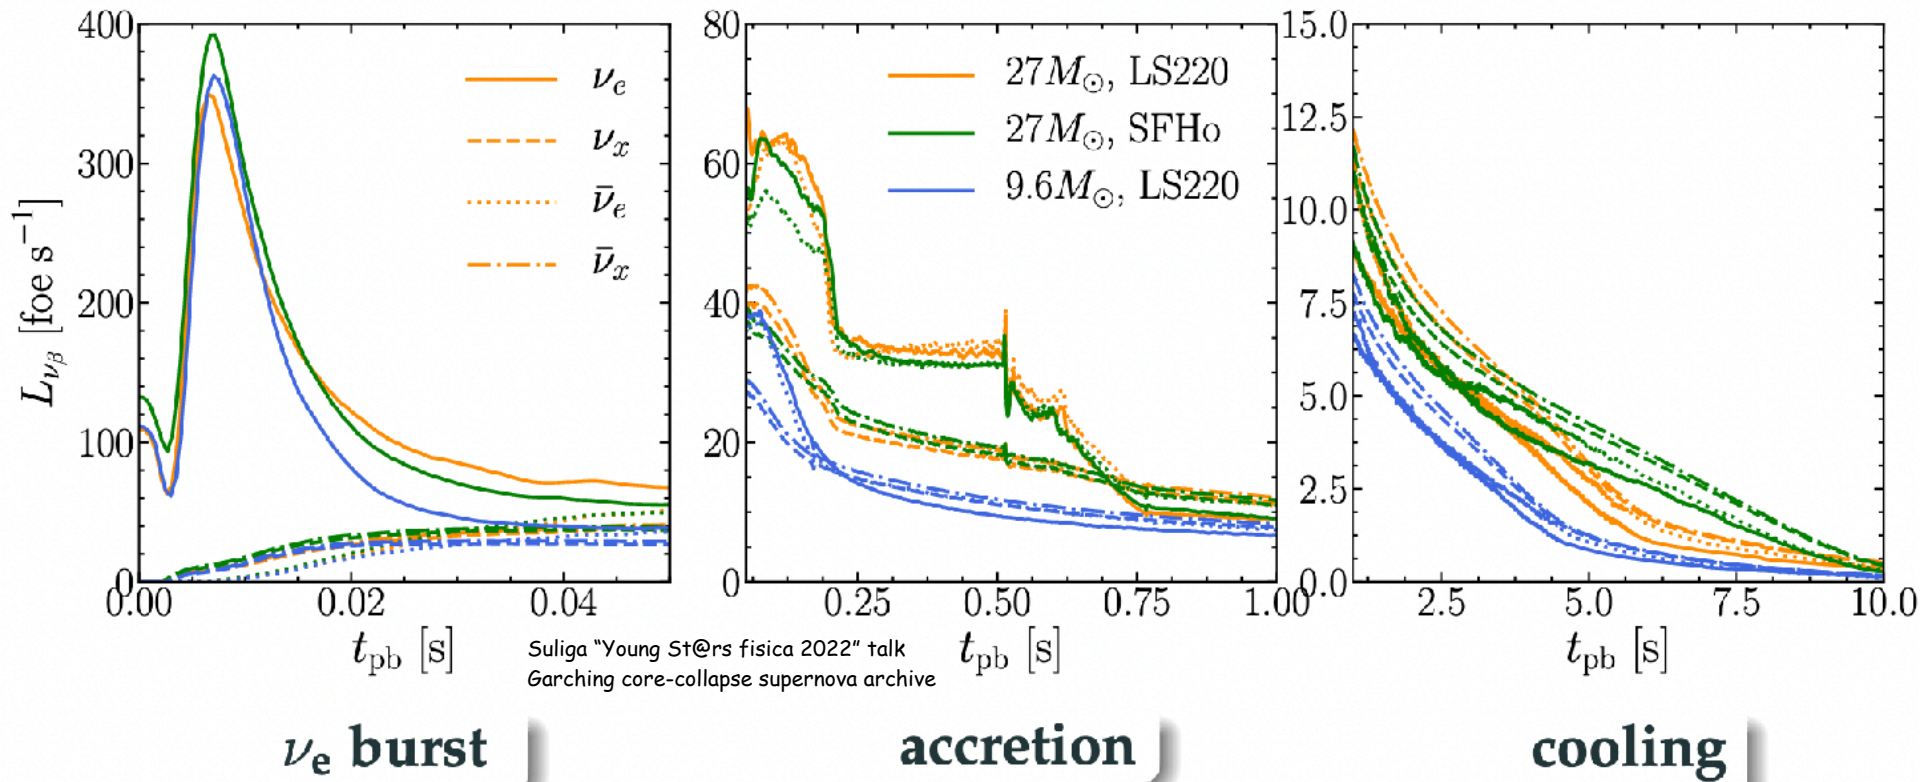 400
300
200
100
0
L_{ν_β} [foe s⁻¹]
ν_e
ν_x
ν̄_e
ν̄_x
0.00 0.02 0.04
t_pb [s]
80
60
40
20
0
27M_⊙, LS220
27M_⊙, SFHo
9.6M_⊙, LS220
0.25 0.50 0.75 1.00
t_pb [s]
15.0
12.5
10.0
7.5
5.0
2.5
0.0
2.5 5.0 7.5 10.0
t_pb [s]
Suliga “Young St@rs fisica 2022” talk
Garching core-collapse supernova archive
ν_e burst
accretion
cooling